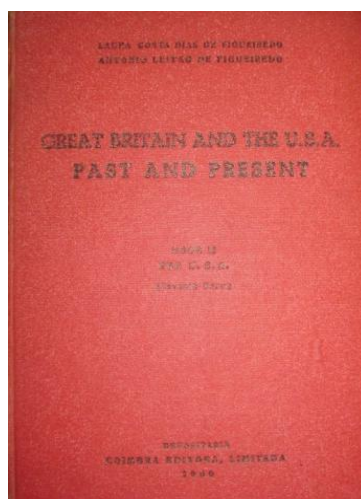 LAURA COSTA DIAS DE FIGUEIREDO
ANTONIO LEITÃO DE FIGUEIREDO
GREAT BRITAIN AND THE U.S.A.
PAST AND PRESENT
BOOK II
DEPOSITÁRIA
COIMBRA EDITORA, LIMITADA